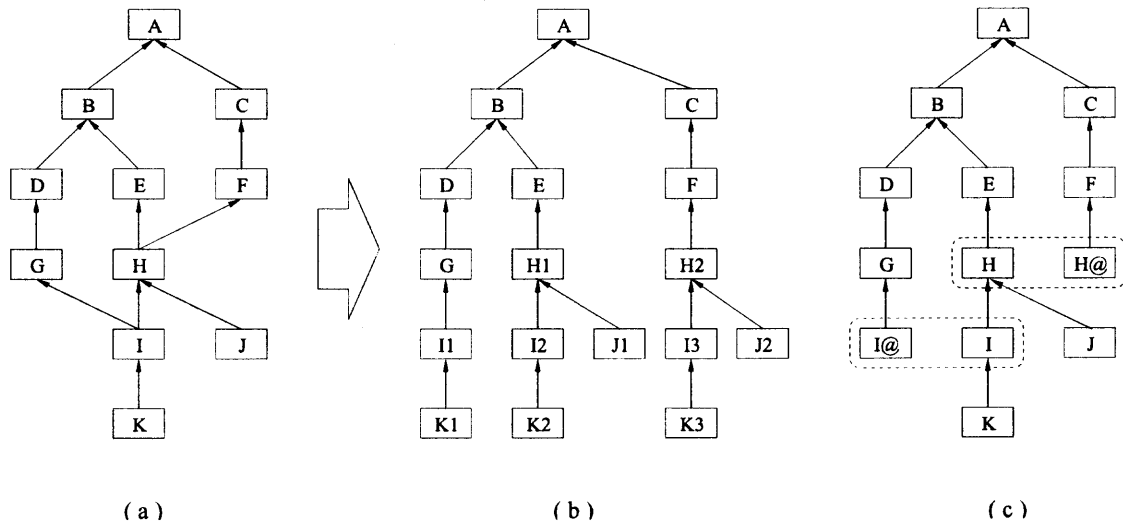 A A A
B C B C B C
D E F D E F D E F
G H G H1 H2 G H H@
I J I1 I2 J1 I3 J2 I@ I J
K K1 K2 K3 K
( a ) ( b ) ( c )